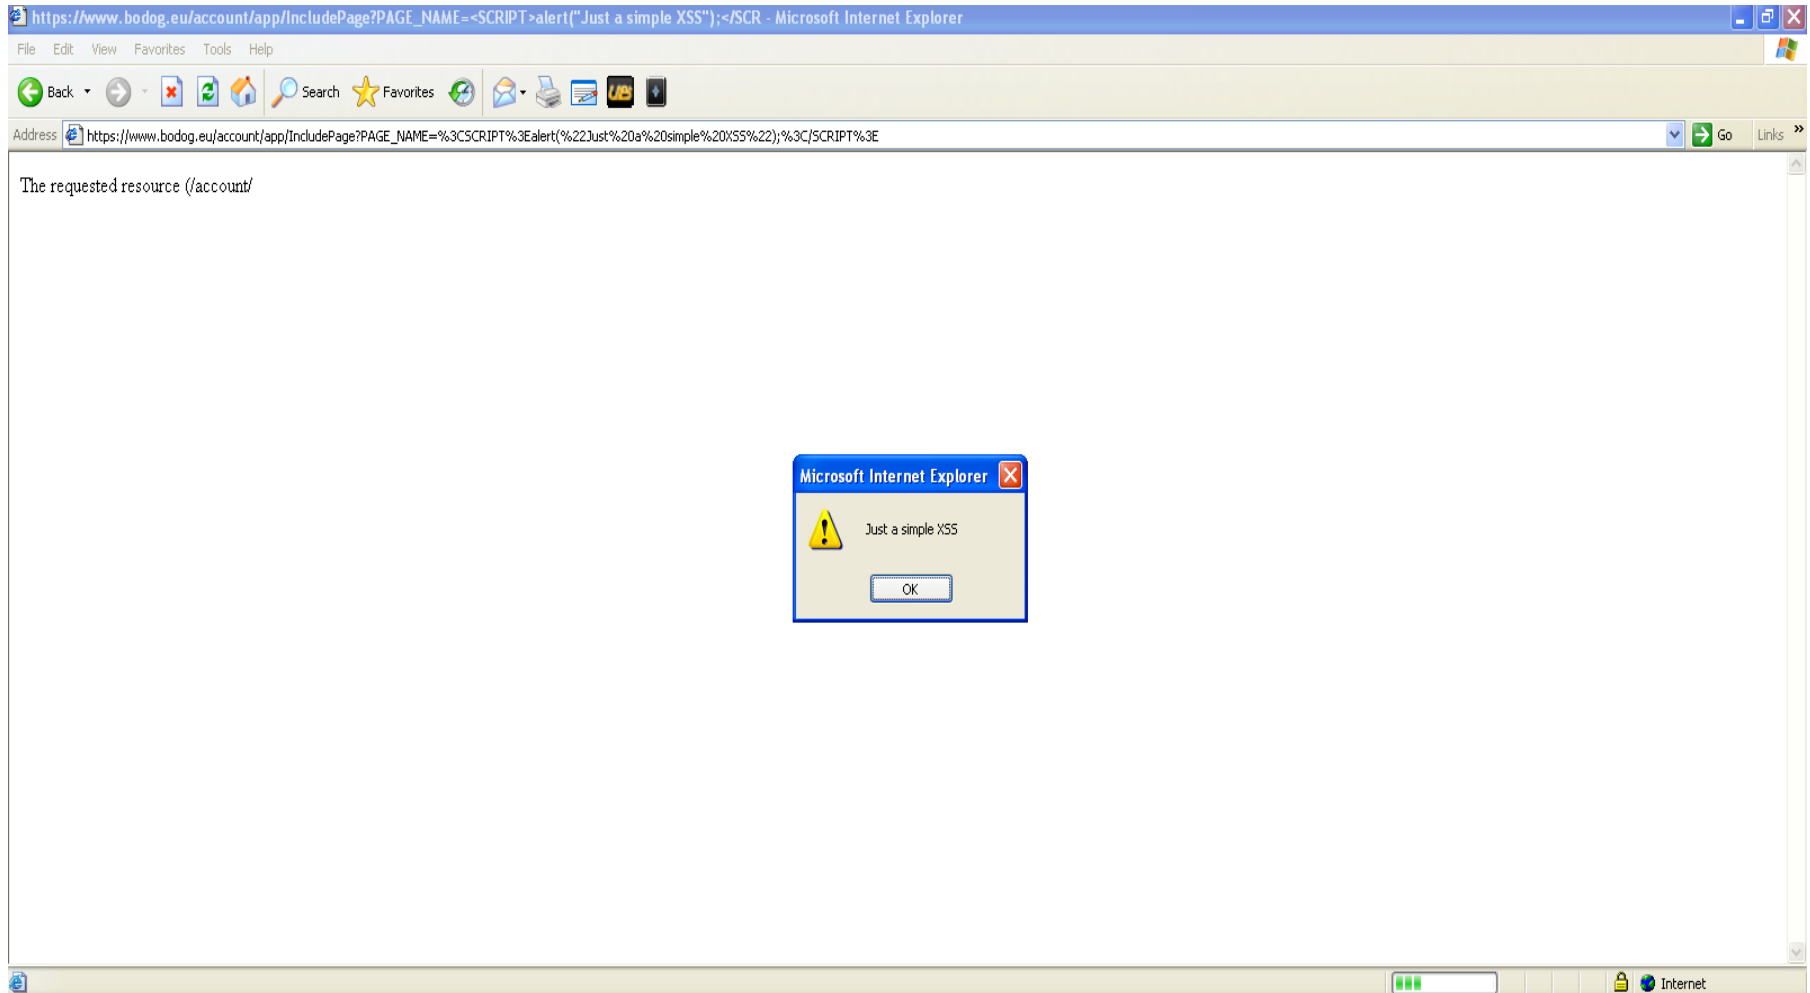 https://www.bodog.eu/account/app/IncludePage?PAGE_NAME=<SCRIPT>alert("Just a simple XSS");</SCR - Microsoft Internet Explorer
File Edit View Favorites Tools Help
Back Search Favorites
Address https://www.bodog.eu/account/app/IncludePage?PAGE_NAME=%3CSCRIPT%3Ealert(%22Just%20a%20simple%20XSS%22);%3C/SCRIPT%3E Go Links »
The requested resource (/account/
Microsoft Internet Explorer
Just a simple XSS
OK
Internet